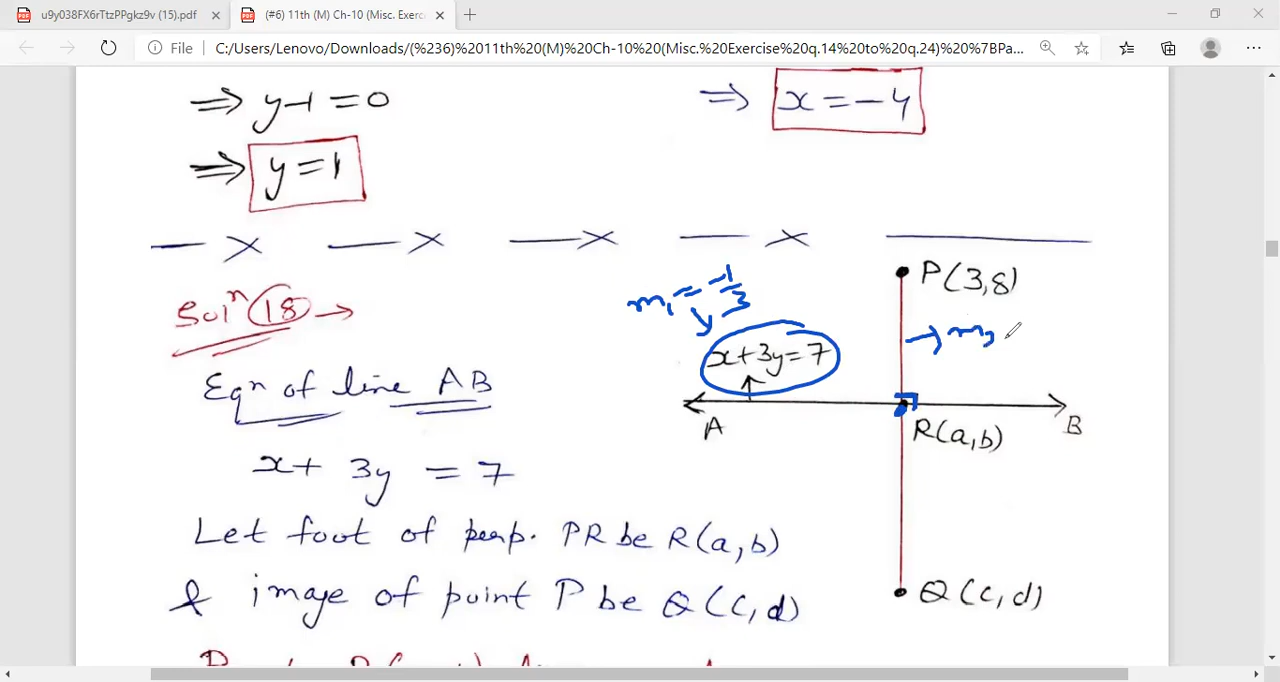 u9y038FX6rTtzPPgkz9v (15).pdf
(#6) 11th (M) Ch-10 (Misc. Exerc
File
C:/Users/Lenovo/Downloads/(%236)%2011th%20(M)%20Ch-10%20(Misc.%20Exercise%20q.14%20to%20q.24)%20%7BPa...
⇒ y-1 = 0
⇒ x = -4
⇒ y = 1
Solⁿ (18) →
m₁ = -1/3
P(3,8)
x+3y=7
→ m₂
Eqⁿ of line AB
A
R(a,b)
B
x+ 3y = 7
Let foot of perp. PR be R(a,b)
& image of point P be Q(c,d)
Q(c,d)